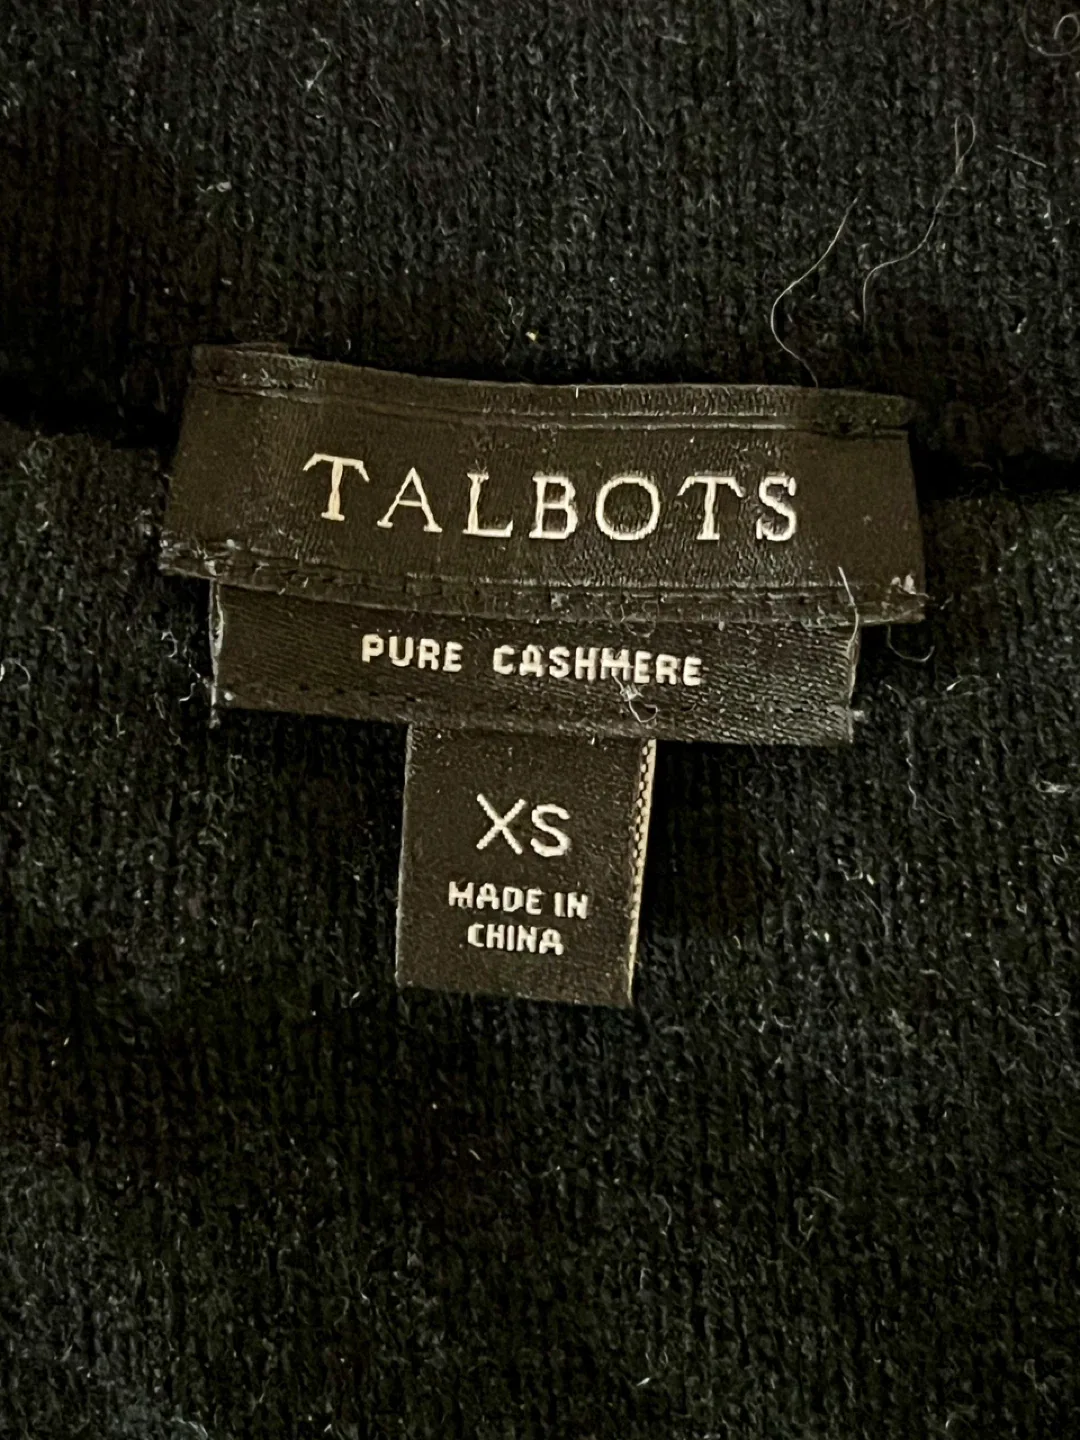 TALBOTS
PURE CASHMERE
XS
MADE IN
CHINA